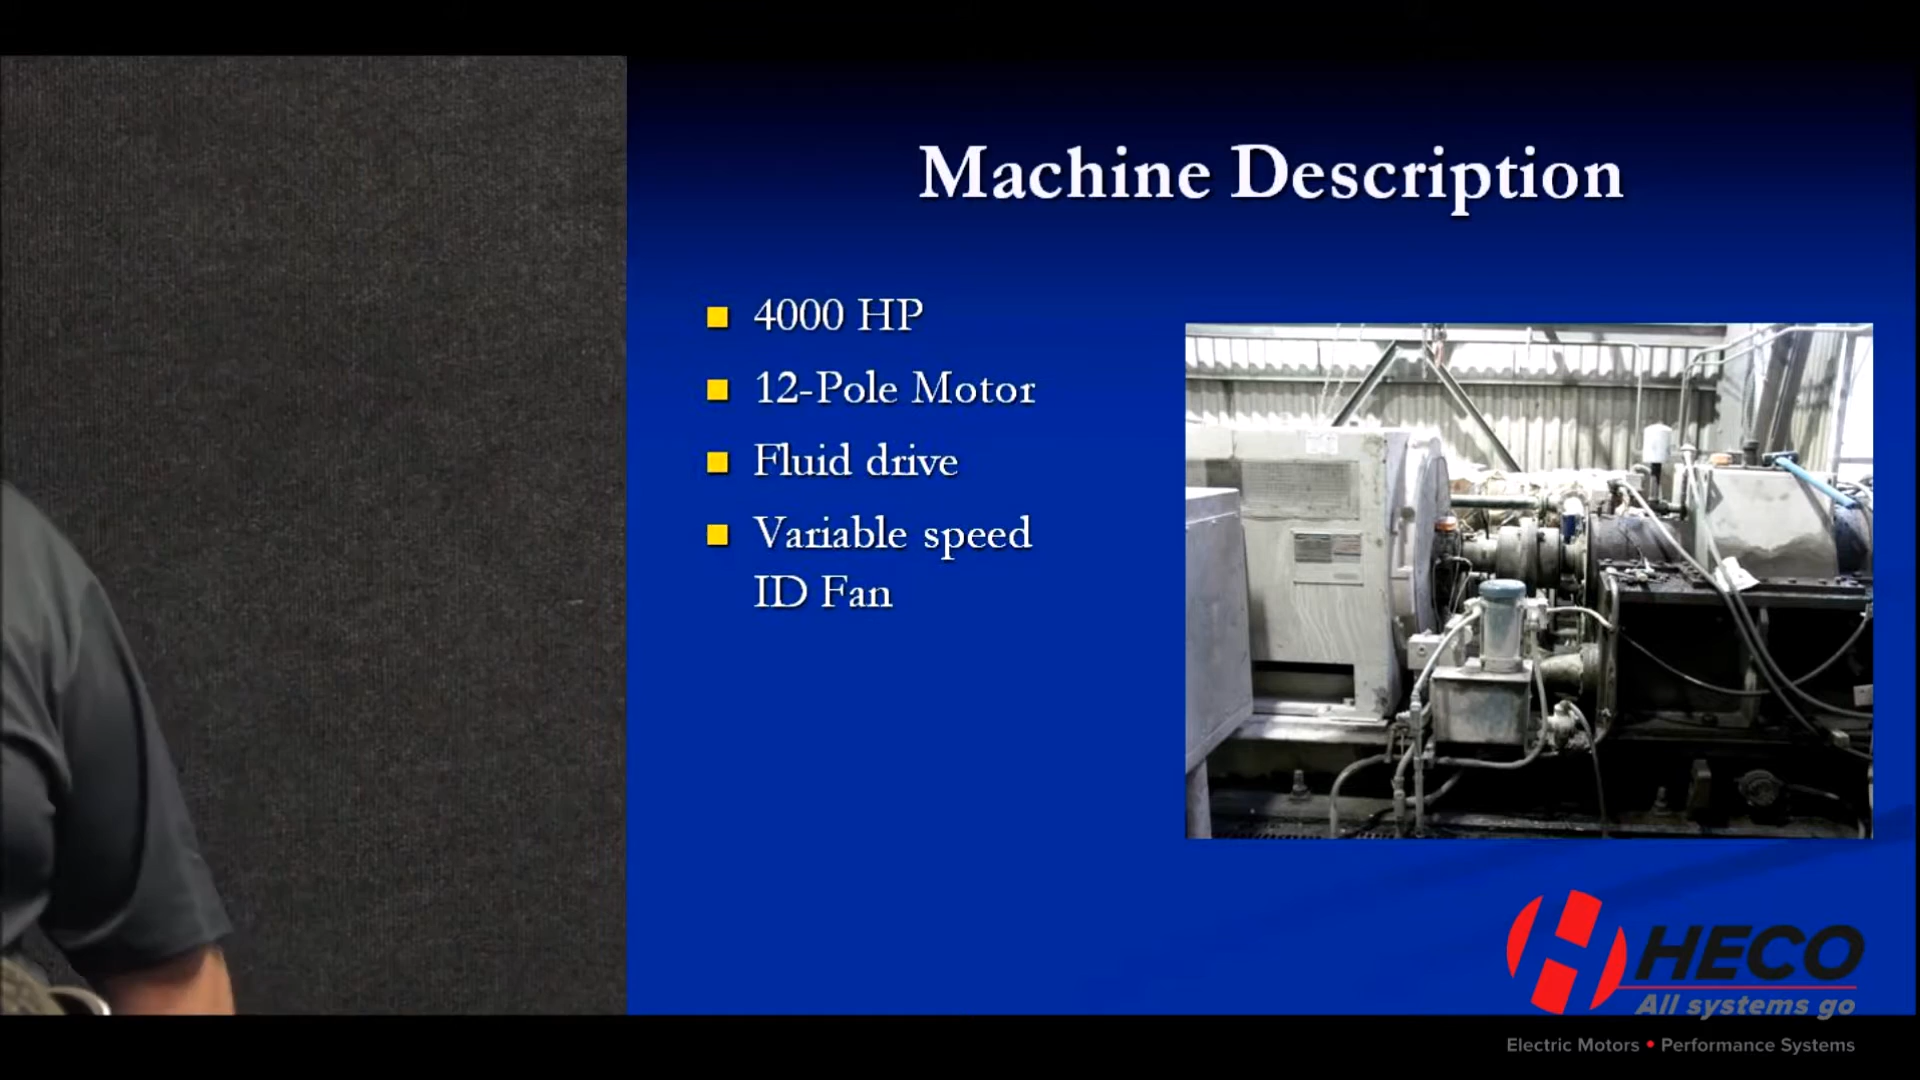 Machine Description
4000 HP
12-Pole Motor
Fluid drive
Variable speed
ID Fan
HECO
All systems go
Electric Motors • Performance Systems